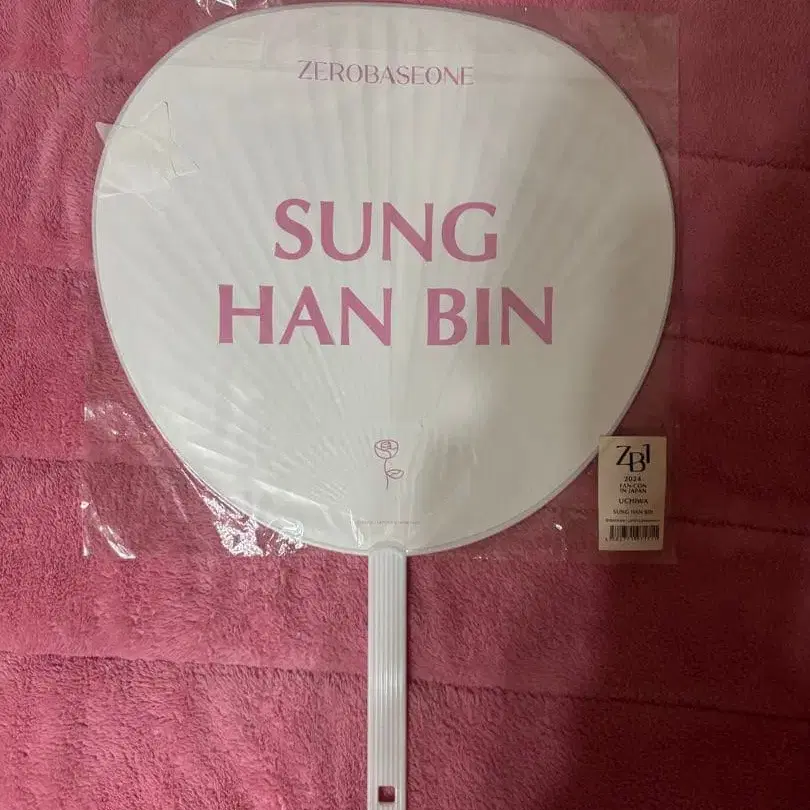 ZEROBASEONE
SUNG
HAN BIN
ZB1
2024
FAN-CON
IN JAPAN
UCHIWA
SUNG HAN BIN